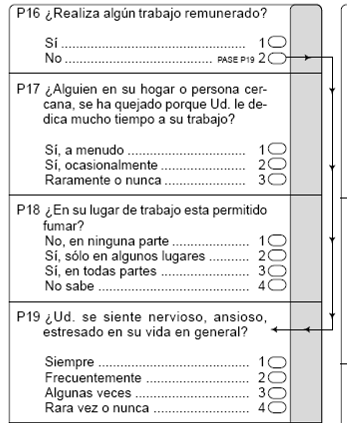 P16 ¿Realiza algún trabajo remunerado?
Sí ........................................ 1
No ........................... PASE P19 2
P17 ¿Alguien en su hogar o persona cer-
cana, se ha quejado porque Ud. le de-
dica mucho tiempo a su trabajo?
Sí, a menudo ............................ 1
Sí, ocasionalmente .................... 2
Raramente o nunca ................... 3
P18 ¿En su lugar de trabajo esta permitido
fumar?
No, en ninguna parte ................. 1
Sí, sólo en algunos lugares .......... 2
Sí, en todas partes .................... 3
No sabe .................................. 4
P19 ¿Ud. se siente nervioso, ansioso,
estresado en su vida en general?
Siempre .................................. 1
Frecuentemente ....................... 2
Algunas veces .......................... 3
Rara vez o nunca ...................... 4